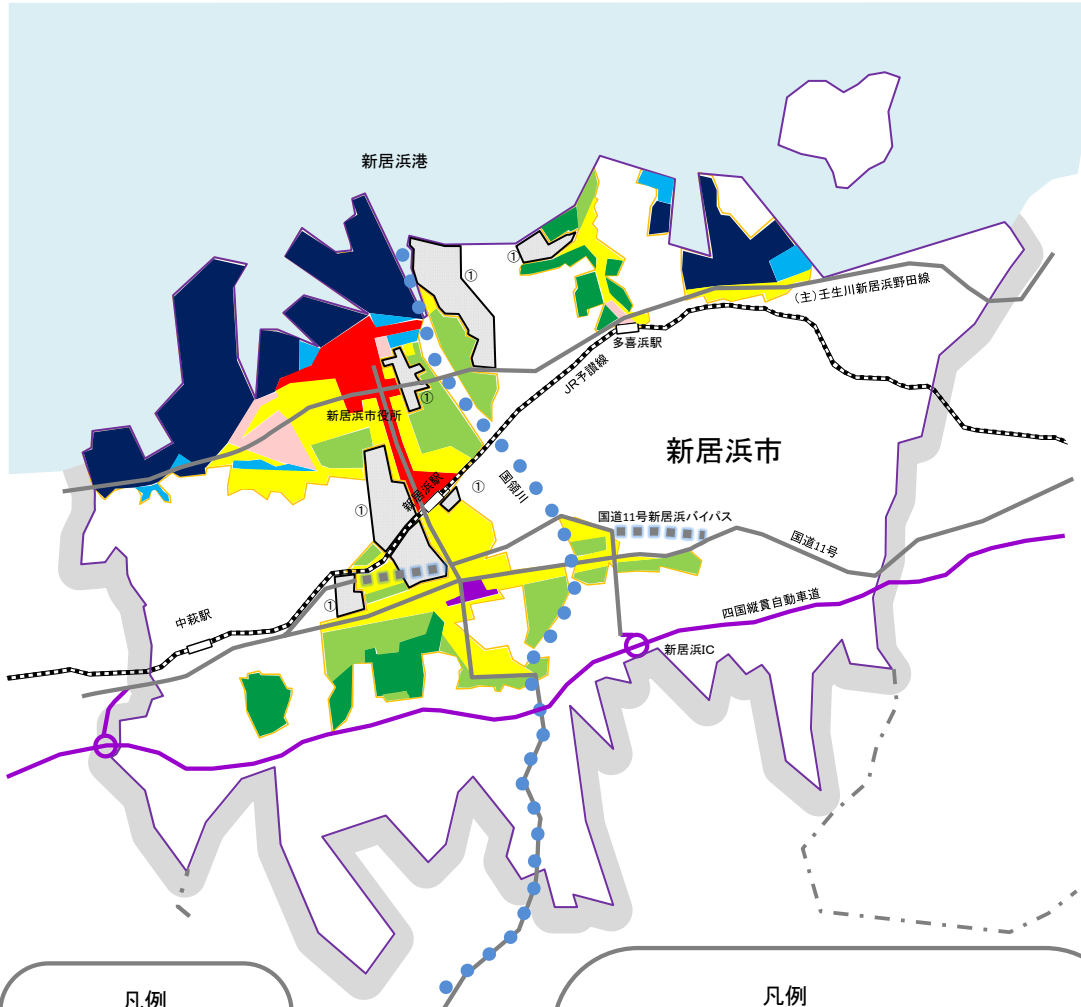 新居浜港
①
①
(主)壬生川新居浜野田線
多喜浜駅
JR予讃線
①
新居浜市役所
新居浜市
新居浜駅
①
国領川
①
国道11号新居浜バイパス
国道11号
四国縦貫自動車道
①
中萩駅
新居浜IC
凡例
凡例